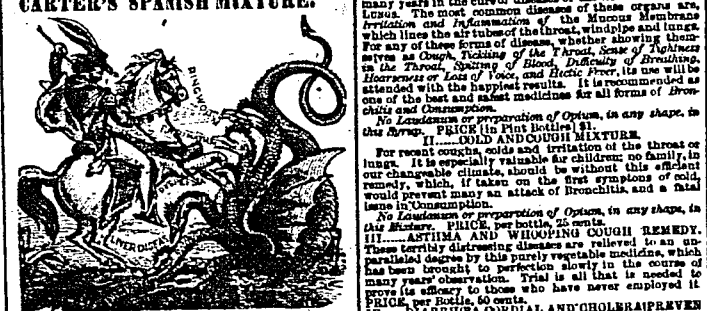 CARTER'S SPANISH MIXTURE.
RINGWO
LIVER DISEA
many years in the cure of diseases of the
LUNGS. The most common diseases of these organs are,
Irritation and Inflammation of the Mucous Membrane
which lines the air tubes of the throat, windpipe and lungs.
For any of these forms of disease, whether showing them-
selves as Cough, Tickling of the Throat, Sense of Tightness
in the Throat, Spitting of Blood, Difficulty of Breathing,
Hoarseness or Loss of Voice, and Hectic Fever, its use will be
attended with the happiest results. It is recommended as
one of the best and safest medicines for all forms of Bron-
chitis and Consumption.
No Laudanum or preparation of Opium, in any shape, in
this Syrup. PRICE [in Pint Bottles] $1.
II......COLD AND COUGH MIXTURE.
For recent coughs, colds and irritation of the throat or
lungs. It is especially valuable for children; no family, in
our changeable climate, should be without this efficient
remedy, which, if taken on the first symptoms of cold,
would prevent many an attack of Bronchitis, and a fatal
issue in Consumption.
No Laudanum or preparation of Opium, in any shape, in
this Mixture. PRICE, per bottle, 25 cents.
III......ASTHMA AND WHOOPING COUGH REMEDY.
These terribly distressing diseases are relieved to an un-
paralleled degree by this purely vegetable medicine, which
has been brought to perfection slowly in the course of
many years' observation. Trial is all that is needed to
prove its efficacy to those who have never employed it
PRICE, per Bottle, 50 cents.
DIARRHŒA CORDIAL AND CHOLERA PREVEN